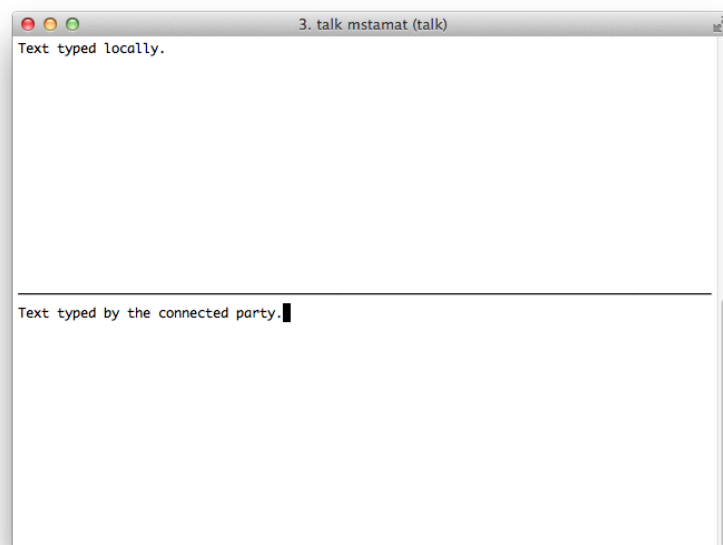 3. talk mstamat (talk)
Text typed locally.
Text typed by the connected party.